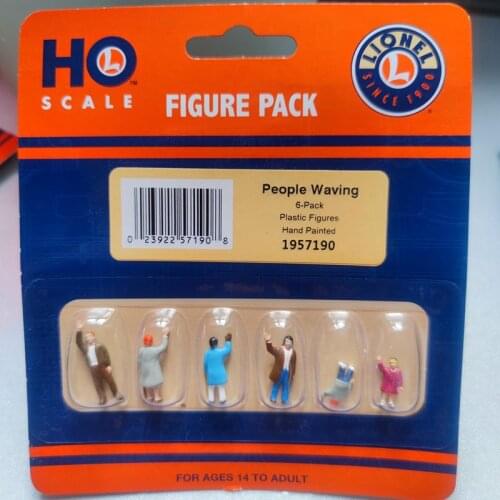 HO
L
TM
SCALE
FIGURE PACK
LIONEL
L
SINCE 1900
®
People Waving
6-Pack
Plastic Figures
Hand Painted
1957190
0 23922 57190 8
FOR AGES 14 TO ADULT